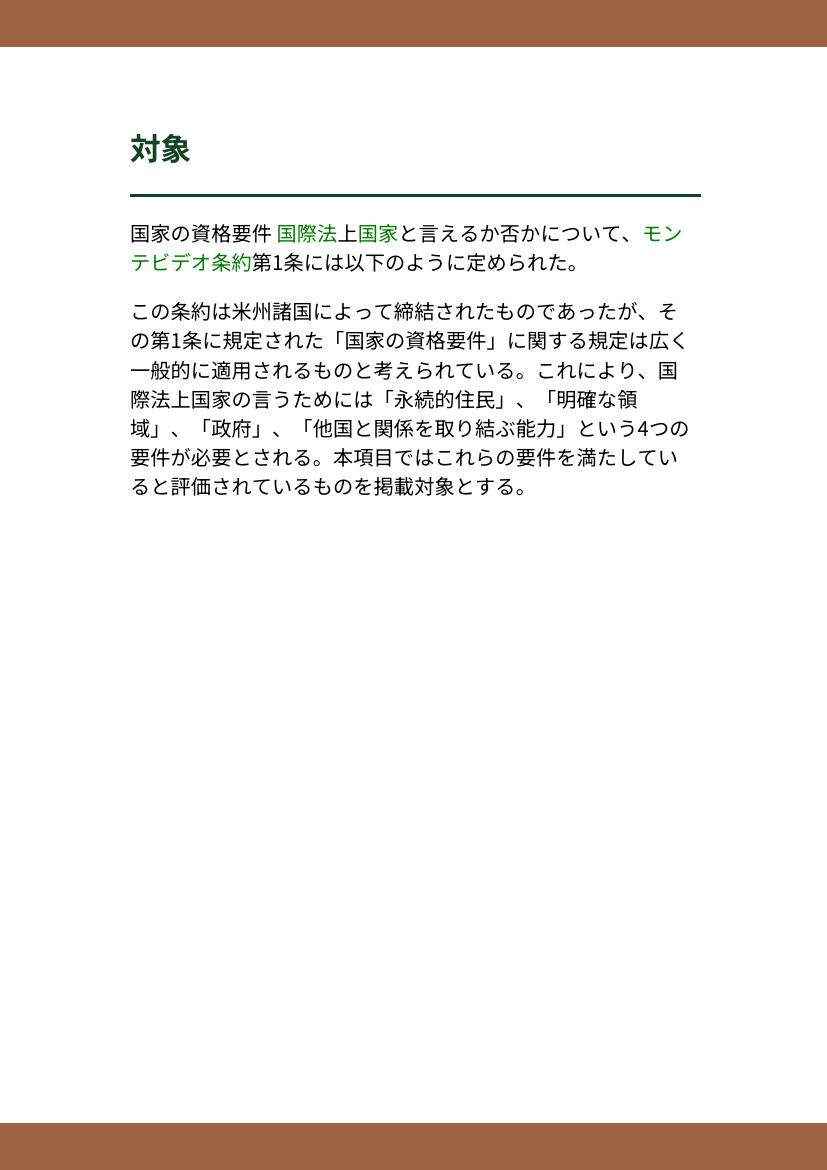 対象
国家の資格要件 国際法上国家と言えるか否かについて、モン
テビデオ条約第1条には以下のように定められた。
この条約は米州諸国によって締結されたものであったが、そ
の第1条に規定された「国家の資格要件」に関する規定は広く
一般的に適用されるものと考えられている。これにより、国
際法上国家の言うためには「永続的住民」、「明確な領
域」、「政府」、「他国と関係を取り結ぶ能力」という4つの
要件が必要とされる。本項目ではこれらの要件を満たしてい
ると評価されているものを掲載対象とする。